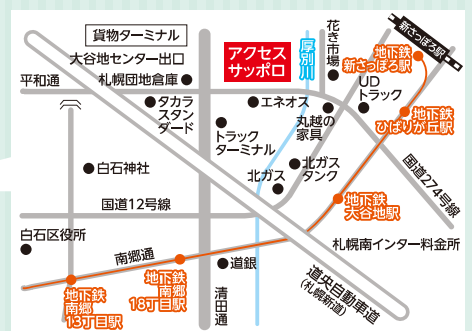 貨物ターミナル
大谷地センター出口
平和通
札幌団地倉庫
アクセス
サッポロ
厚別川
花き市場
新さっぽろ駅
地下鉄
新さっぽろ駅
UD
トラック
タカラ
スタン
ダード
エネオス
丸越の
家具
地下鉄
ひばりが丘駅
トラック
ターミナル
白石神社
北ガス
タンク
北ガス
国道274号線
国道12号線
地下鉄
大谷地駅
白石区役所
南郷通
札幌南インター料金所
道銀
地下鉄
南郷
18丁目駅
地下鉄
南郷
13丁目駅
清田通
道央自動車道
(札幌新道)